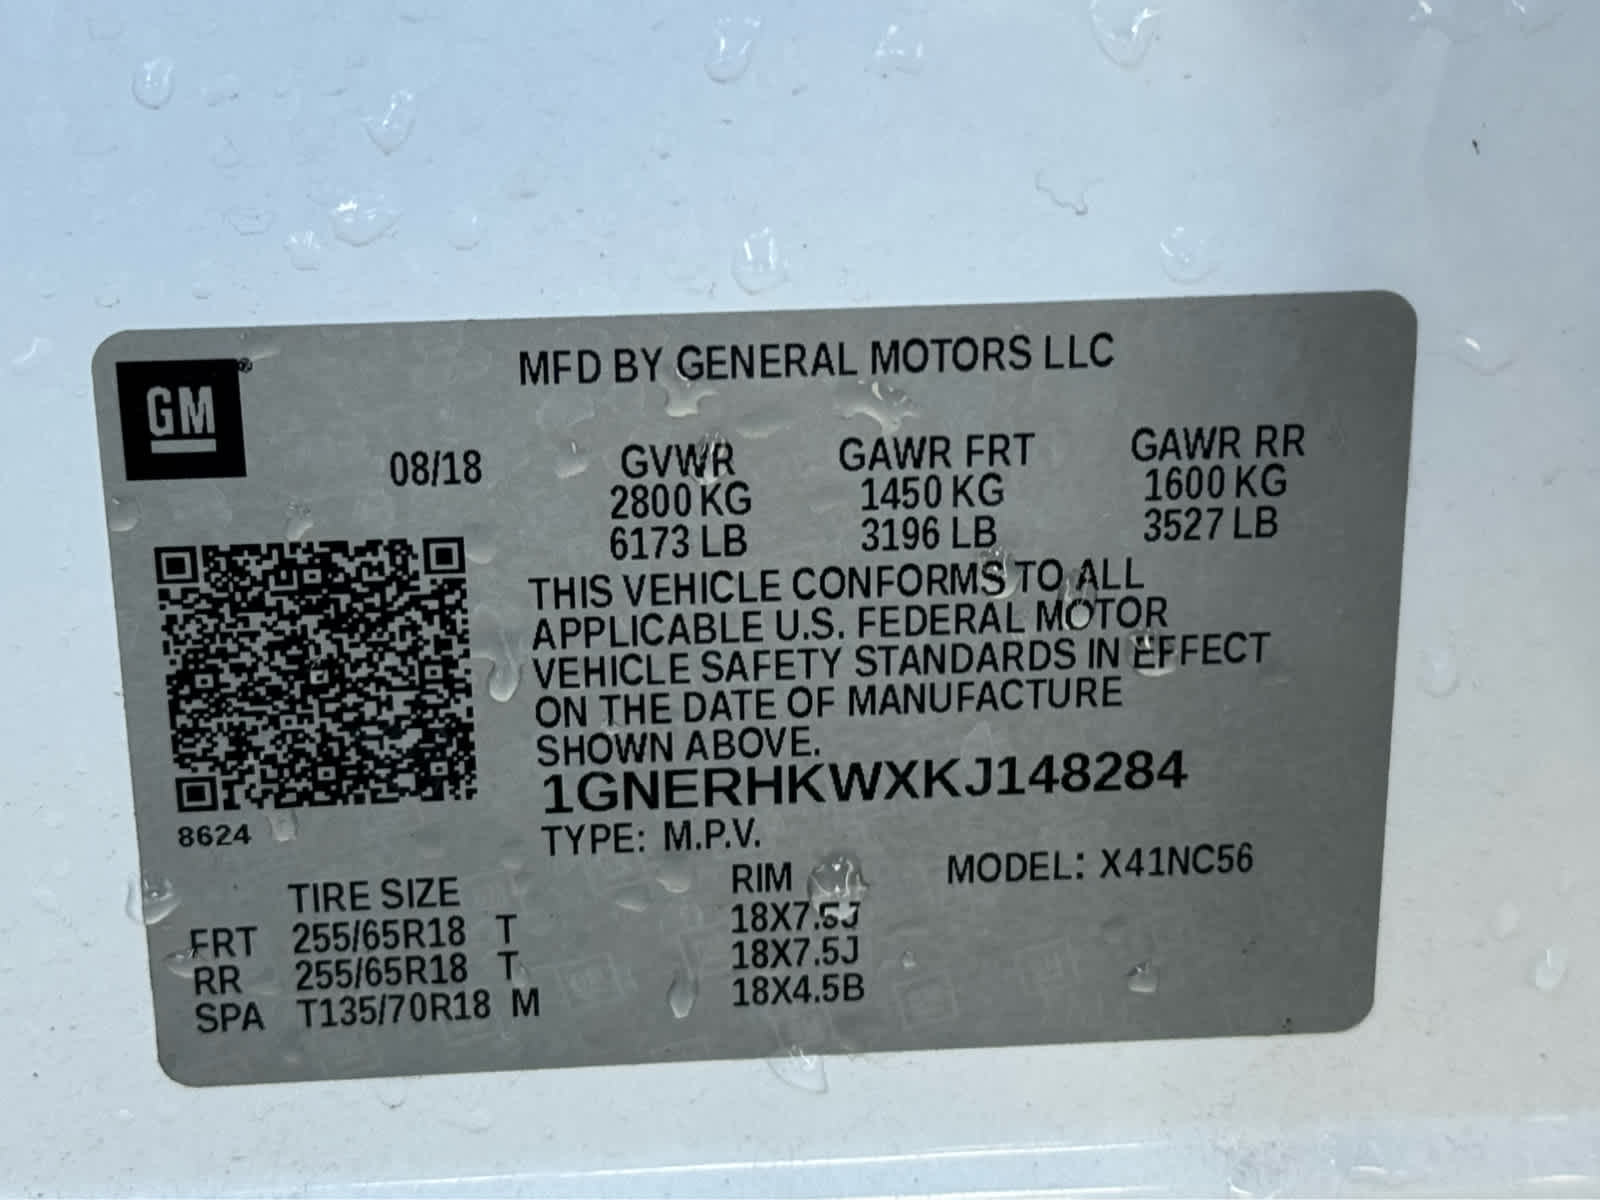 MFD BY GENERAL MOTORS LLC
GM
08/18 GVWR GAWR FRT GAWR RR
2800 KG 1450 KG 1600 KG
6173 LB 3196 LB 3527 LB
THIS VEHICLE CONFORMS TO ALL
APPLICABLE U.S. FEDERAL MOTOR
VEHICLE SAFETY STANDARDS IN EFFECT
ON THE DATE OF MANUFACTURE
SHOWN ABOVE.
1GNERHKWXKJ148284
8624
TYPE: M.P.V.
MODEL: X41NC56
TIRE SIZE RIM
FRT 255/65R18 T 18X7.5J
RR 255/65R18 T 18X7.5J
SPA T135/70R18 M 18X4.5B